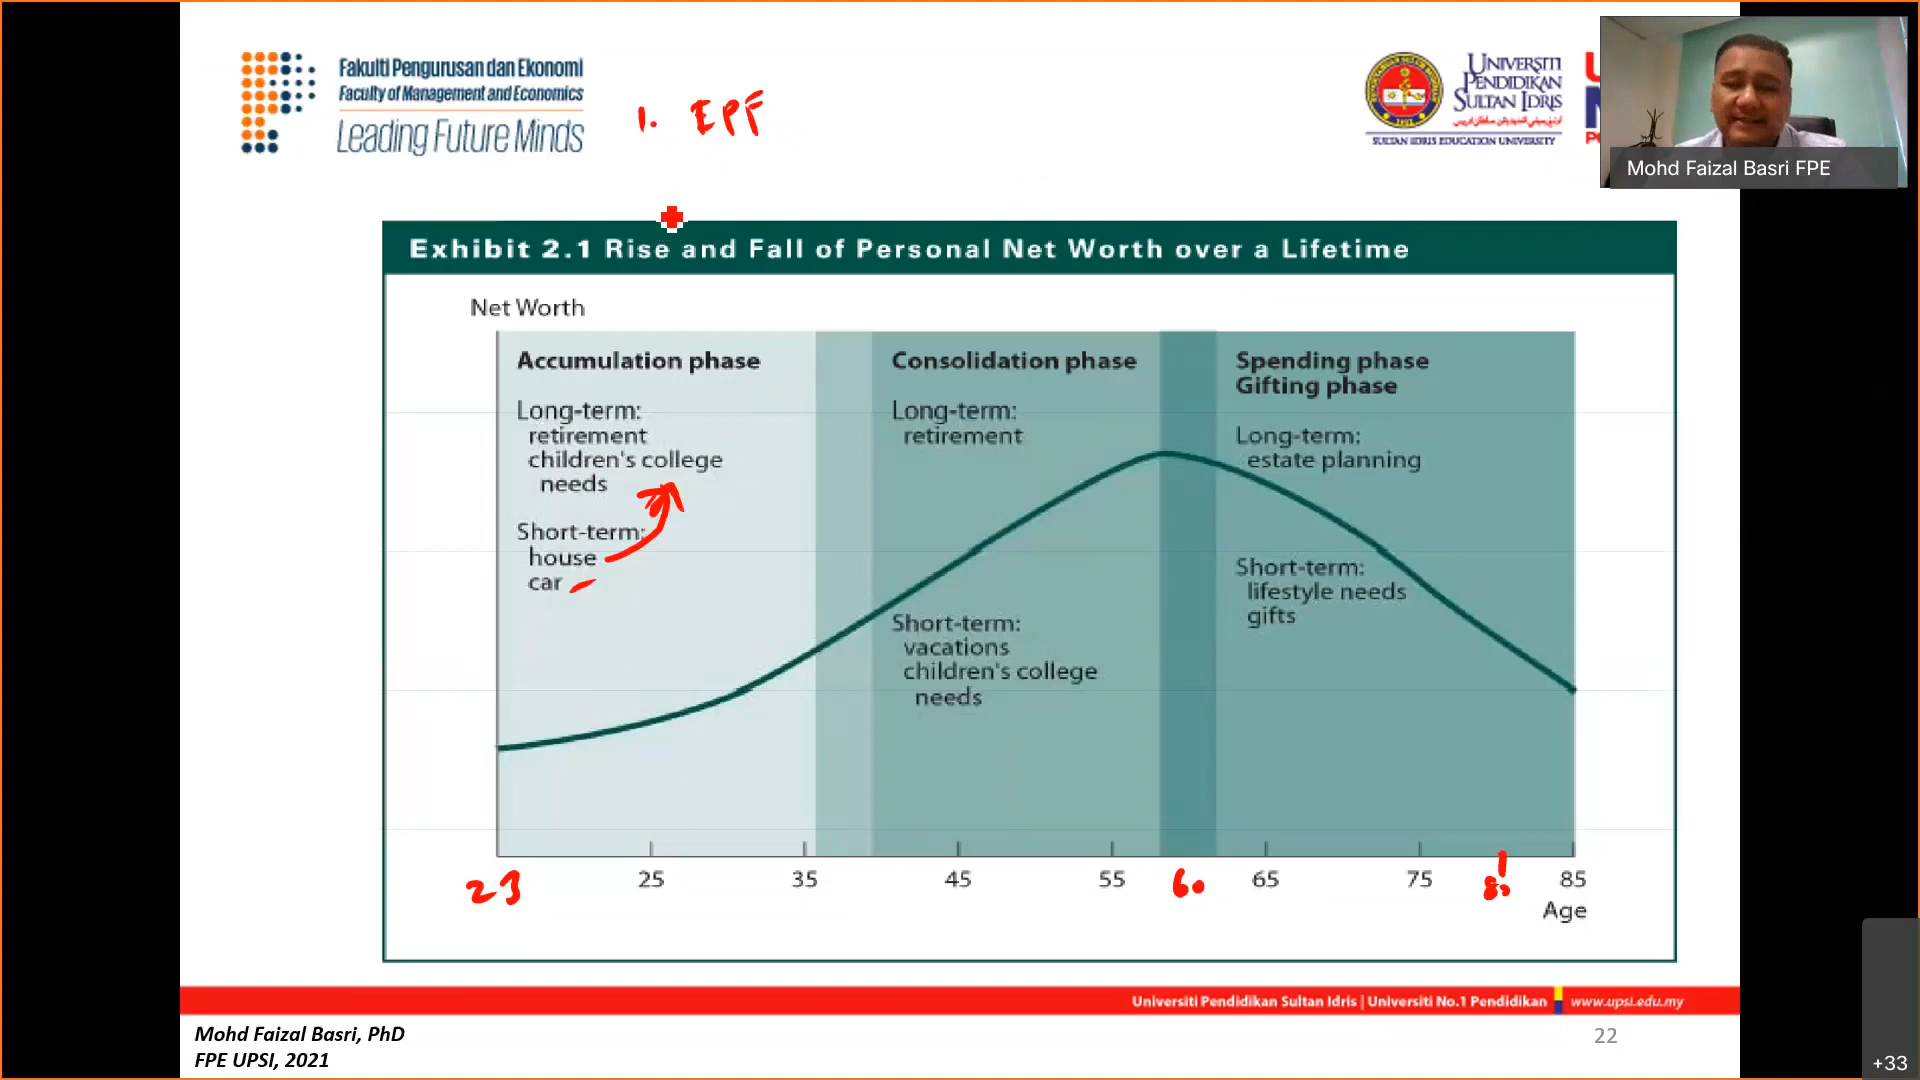 Fakulti Pengurusan dan Ekonomi
Faculty of Management and Economics
Leading Future Minds
1. EPF
UNIVERSITI
PENDIDIKAN
SULTAN IDRIS
SULTAN IDRIS EDUCATION UNIVERSITY
Mohd Faizal Basri FPE
Exhibit 2.1 Rise and Fall of Personal Net Worth over a Lifetime
Net Worth
Accumulation phase
Long-term:
retirement
children's college
needs
Short-term:
house
car
Consolidation phase
Long-term:
retirement
Short-term:
vacations
children's college
needs
Spending phase
Gifting phase
Long-term:
estate planning
Short-term:
lifestyle needs
gifts
23 25 35 45 55 60 65 75 85
Age
Universiti Pendidikan Sultan Idris | Universiti No.1 Pendidikan www.upsi.edu.my
Mohd Faizal Basri, PhD
FPE UPSI, 2021
22
+33